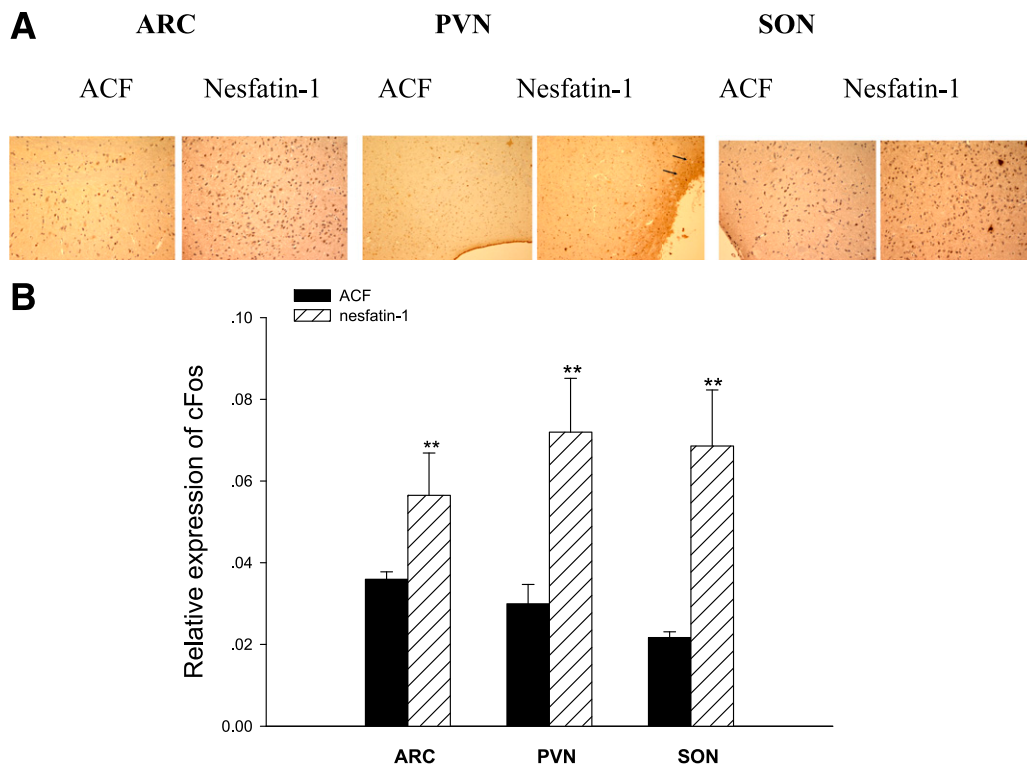 A
ARC PVN SON
ACF Nesfatin-1 ACF Nesfatin-1 ACF Nesfatin-1
B
ACF
nesfatin-1
Relative expression of cFos
.10
.08
.06
.04
.02
0.00
** ** **
ARC PVN SON